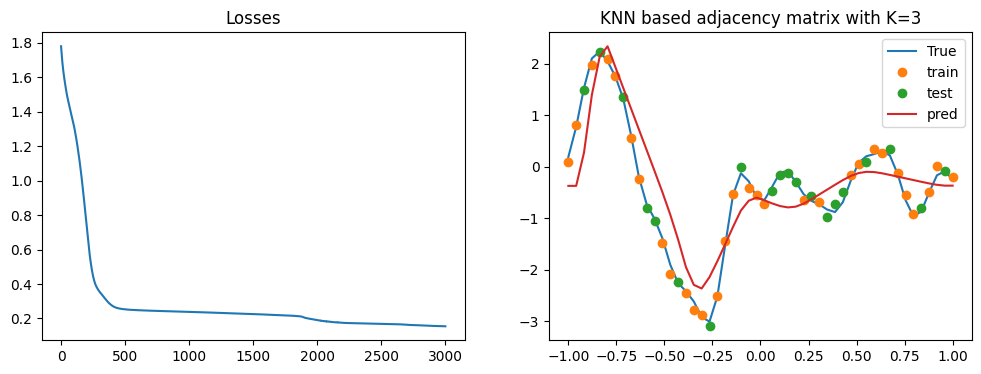 Losses
1.8
1.6
1.4
1.2
1.0
0.8
0.6
0.4
0.2
0 500 1000 1500 2000 2500 3000
KNN based adjacency matrix with K=3
True
train
test
pred
2
1
0
−1
−2
−3
−1.00 −0.75 −0.50 −0.25 0.00 0.25 0.50 0.75 1.00